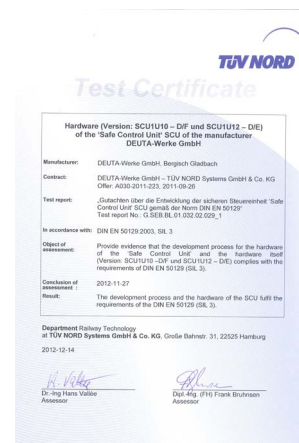 TÜV NORD
Test Certificate
Hardware (Version: SCU1U10 – D/F und SCU1U12 – D/E)
of the 'Safe Control Unit' SCU of the manufacturer
DEUTA-Werke GmbH
Manufacturer: DEUTA-Werke GmbH, Bergisch Gladbach
Contract: DEUTA-Werke GmbH – TÜV NORD Systems GmbH & Co. KG
Offer: A030-2011-223, 2011-09-26
Test report: „Gutachten über die Entwicklung der sicheren Steuereinheit 'Safe
Control Unit' SCU gemäß der Norm DIN EN 50129"
Test report No.: G.SEB.BL.01.032.02.029_1
In accordance with: DIN EN 50129:2003, SIL 3
Object of
assessment: Provide evidence that the development process for the hardware
of the 'Safe Control Unit' and the hardware itself
(Version: SCU1U10 –D/F und SCU1U12 – D/E) complies with the
requirements of DIN EN 50129 (SIL 3).
Conclusion of
assessment : 2012-11-27
Result: The development process and the hardware of the SCU fulfil the
requirements of the DIN EN 50129 (SIL 3).
Department Railway Technology
at TÜV NORD Systems GmbH & Co. KG, Große Bahnstr. 31, 22525 Hamburg
2012-12-14
Dr.-Ing Hans Vallée
Assessor
Dipl.-Ing. (FH) Frank Bruhnsen
Assessor